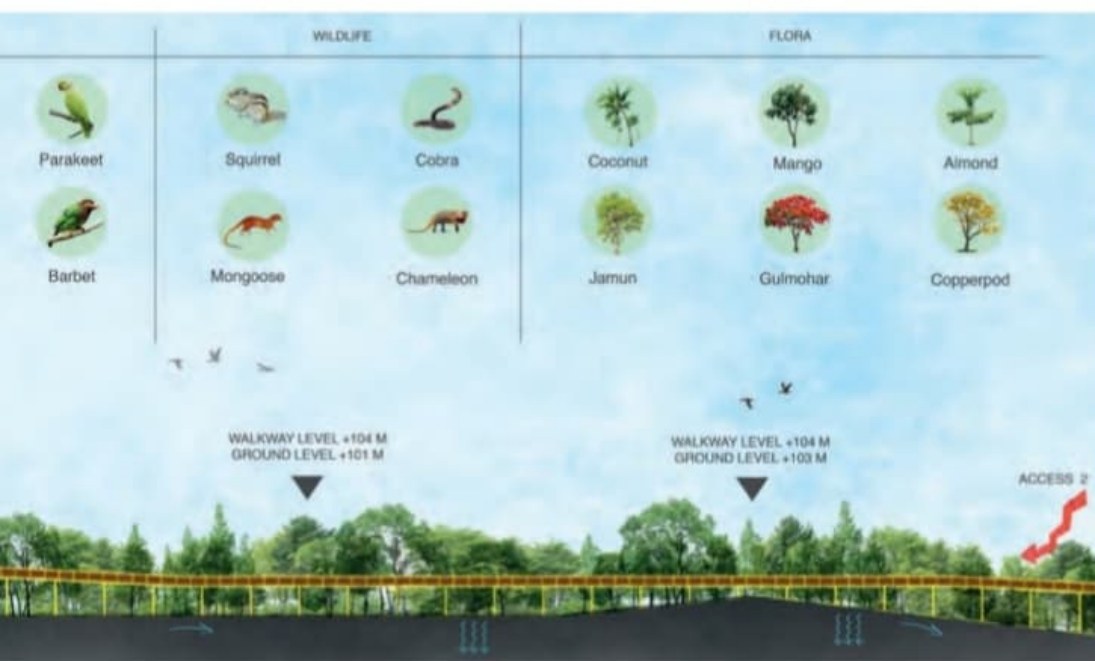 WILDLIFE
FLORA
Parakeet
Squirrel
Cobra
Coconut
Mango
Almond
Barbet
Mongoose
Chameleon
Jamun
Gulmohar
Copperpod
WALKWAY LEVEL +104 M
GROUND LEVEL +101 M
WALKWAY LEVEL +104 M
GROUND LEVEL +103 M
ACCESS 2